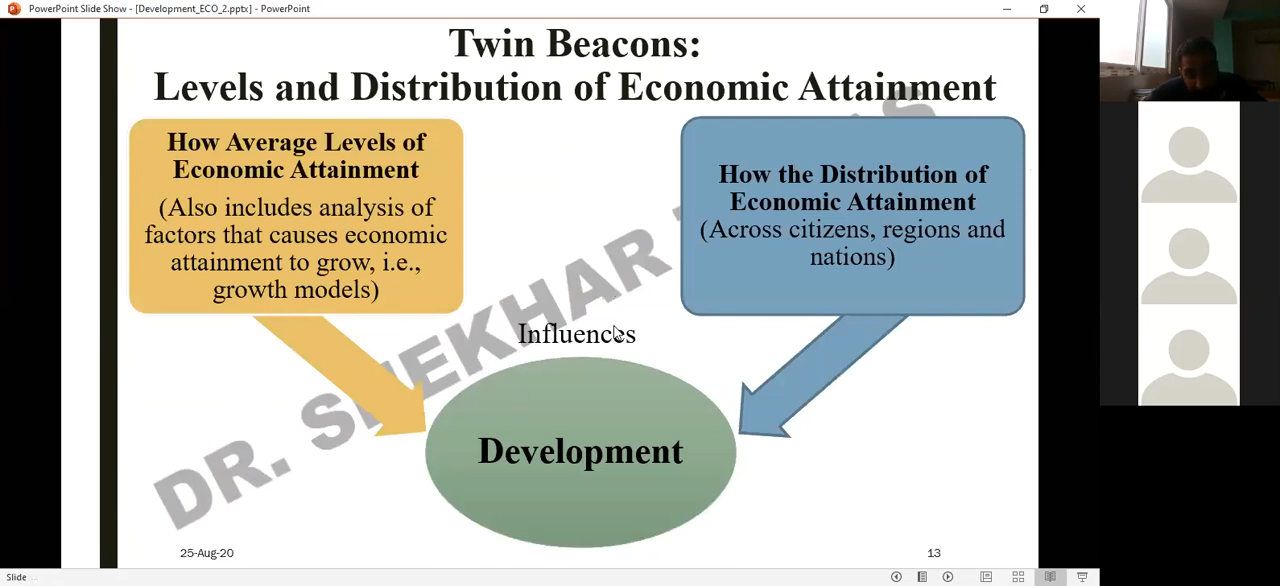 PowerPoint Slide Show - [Development_ECO_2.pptx] - PowerPoint
Twin Beacons:
Levels and Distribution of Economic Attainment
How Average Levels of
Economic Attainment
(Also includes analysis of
factors that causes economic
attainment to grow, i.e.,
growth models)
How the Distribution of
Economic Attainment
(Across citizens, regions and
nations)
Influences
Development
DR. SHEKHAR
25-Aug-20
13
Slide